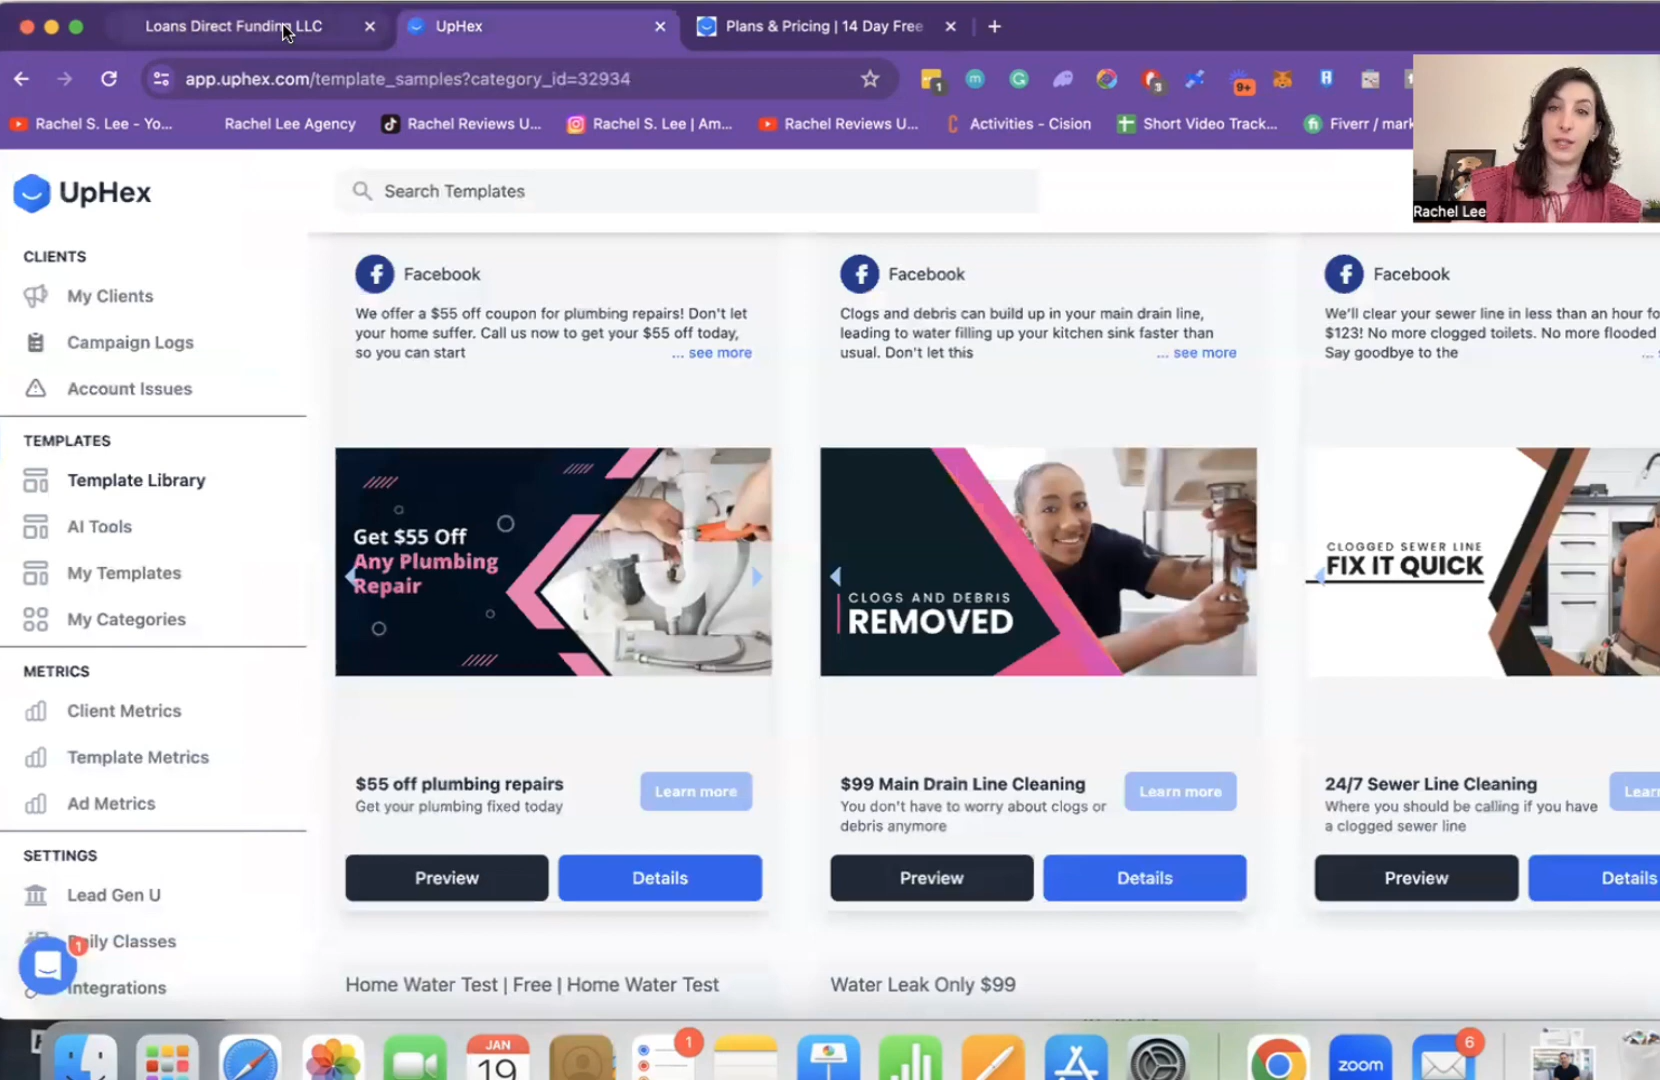 Loans Direct Funding LLC
UpHex
Plans & Pricing | 14 Day Free
app.uphex.com/template_samples?category_id=32934
1
3
9+
Rachel S. Lee - Yo...
Rachel Lee Agency
Rachel Reviews U...
Rachel S. Lee | Am...
Rachel Reviews U...
Activities - Cision
Short Video Track...
Fiverr / mark
Rachel Lee
UpHex
Search Templates
CLIENTS
My Clients
Campaign Logs
Account Issues
TEMPLATES
Template Library
AI Tools
My Templates
My Categories
METRICS
Client Metrics
Template Metrics
Ad Metrics
SETTINGS
Lead Gen U
aily Classes
1
Integrations
Facebook
We offer a $55 off coupon for plumbing repairs! Don't let
your home suffer. Call us now to get your $55 off today,
so you can start
... see more
Get $55 Off
Any Plumbing
Repair
$55 off plumbing repairs
Get your plumbing fixed today
Learn more
Preview
Details
Facebook
Clogs and debris can build up in your main drain line,
leading to water filling up your kitchen sink faster than
usual. Don't let this
... see more
CLOGS AND DEBRIS
REMOVED
$99 Main Drain Line Cleaning
You don't have to worry about clogs or
debris anymore
Learn more
Preview
Details
Facebook
We'll clear your sewer line in less than an hour fo
$123! No more clogged toilets. No more flooded
Say goodbye to the
...
CLOGGED SEWER LINE
FIX IT QUICK
24/7 Sewer Line Cleaning
Where you should be calling if you have
a clogged sewer line
Learn
Preview
Details
Home Water Test | Free | Home Water Test
Water Leak Only $99
JAN
19
1
zoom
6